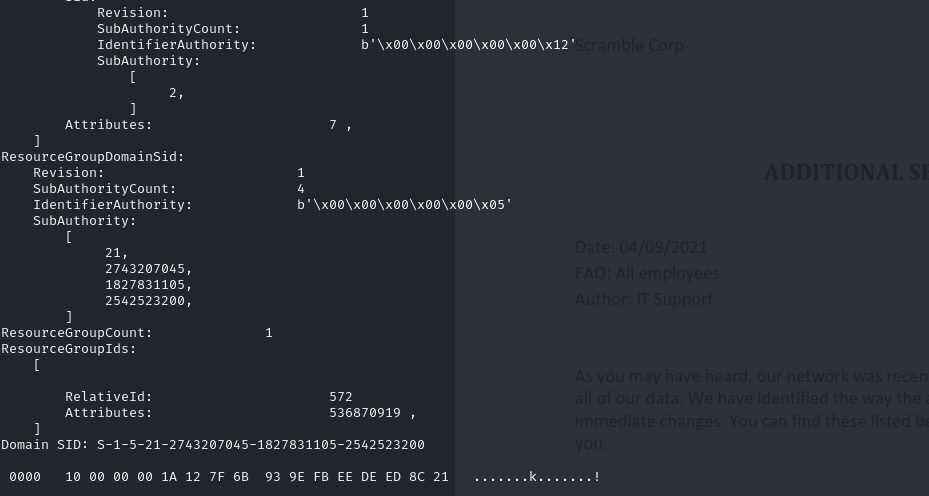 Revision: 1
SubAuthorityCount: 1
IdentifierAuthority: b'\x00\x00\x00\x00\x00\x12'
SubAuthority:
[
2,
]
Attributes: 7 ,
]
ResourceGroupDomainSid:
Revision: 1
SubAuthorityCount: 4
IdentifierAuthority: b'\x00\x00\x00\x00\x00\x05'
SubAuthority:
[
21,
2743207045,
1827831105,
2542523200,
]
ResourceGroupCount: 1
ResourceGroupIds:
[
RelativeId: 572
Attributes: 536870919 ,
]
Domain SID: S-1-5-21-2743207045-1827831105-2542523200
0000 10 00 00 00 1A 12 7F 6B 93 9E FB EE DE ED 8C 21 .......k.......!
Scramble Corp
ADDITIONAL
Date: 04/09/2021
FAO: All employees
Author: IT Support
As you may have heard, our network was
all of our data. We have identified the way the
immediate changes. You can find these listed
you.